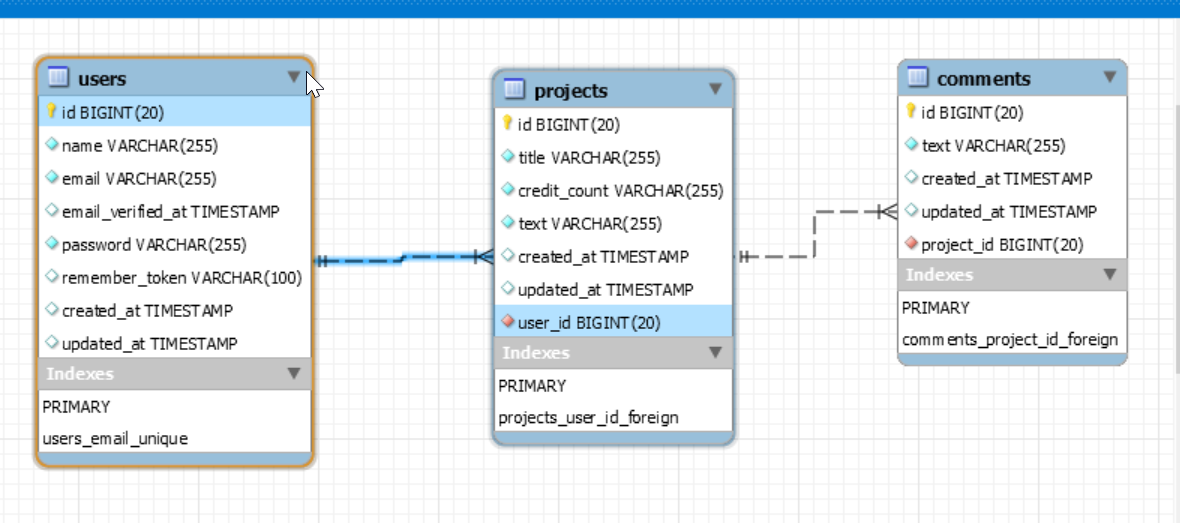 users
id BIGINT(20)
name VARCHAR(255)
email VARCHAR(255)
email_verified_at TIMESTAMP
password VARCHAR(255)
remember_token VARCHAR(100)
created_at TIMESTAMP
updated_at TIMESTAMP
Indexes
PRIMARY
users_email_unique
projects
id BIGINT(20)
title VARCHAR(255)
credit_count VARCHAR(255)
text VARCHAR(255)
created_at TIMESTAMP
updated_at TIMESTAMP
user_id BIGINT(20)
Indexes
PRIMARY
projects_user_id_foreign
comments
id BIGINT(20)
text VARCHAR(255)
created_at TIMESTAMP
updated_at TIMESTAMP
project_id BIGINT(20)
Indexes
PRIMARY
comments_project_id_foreign